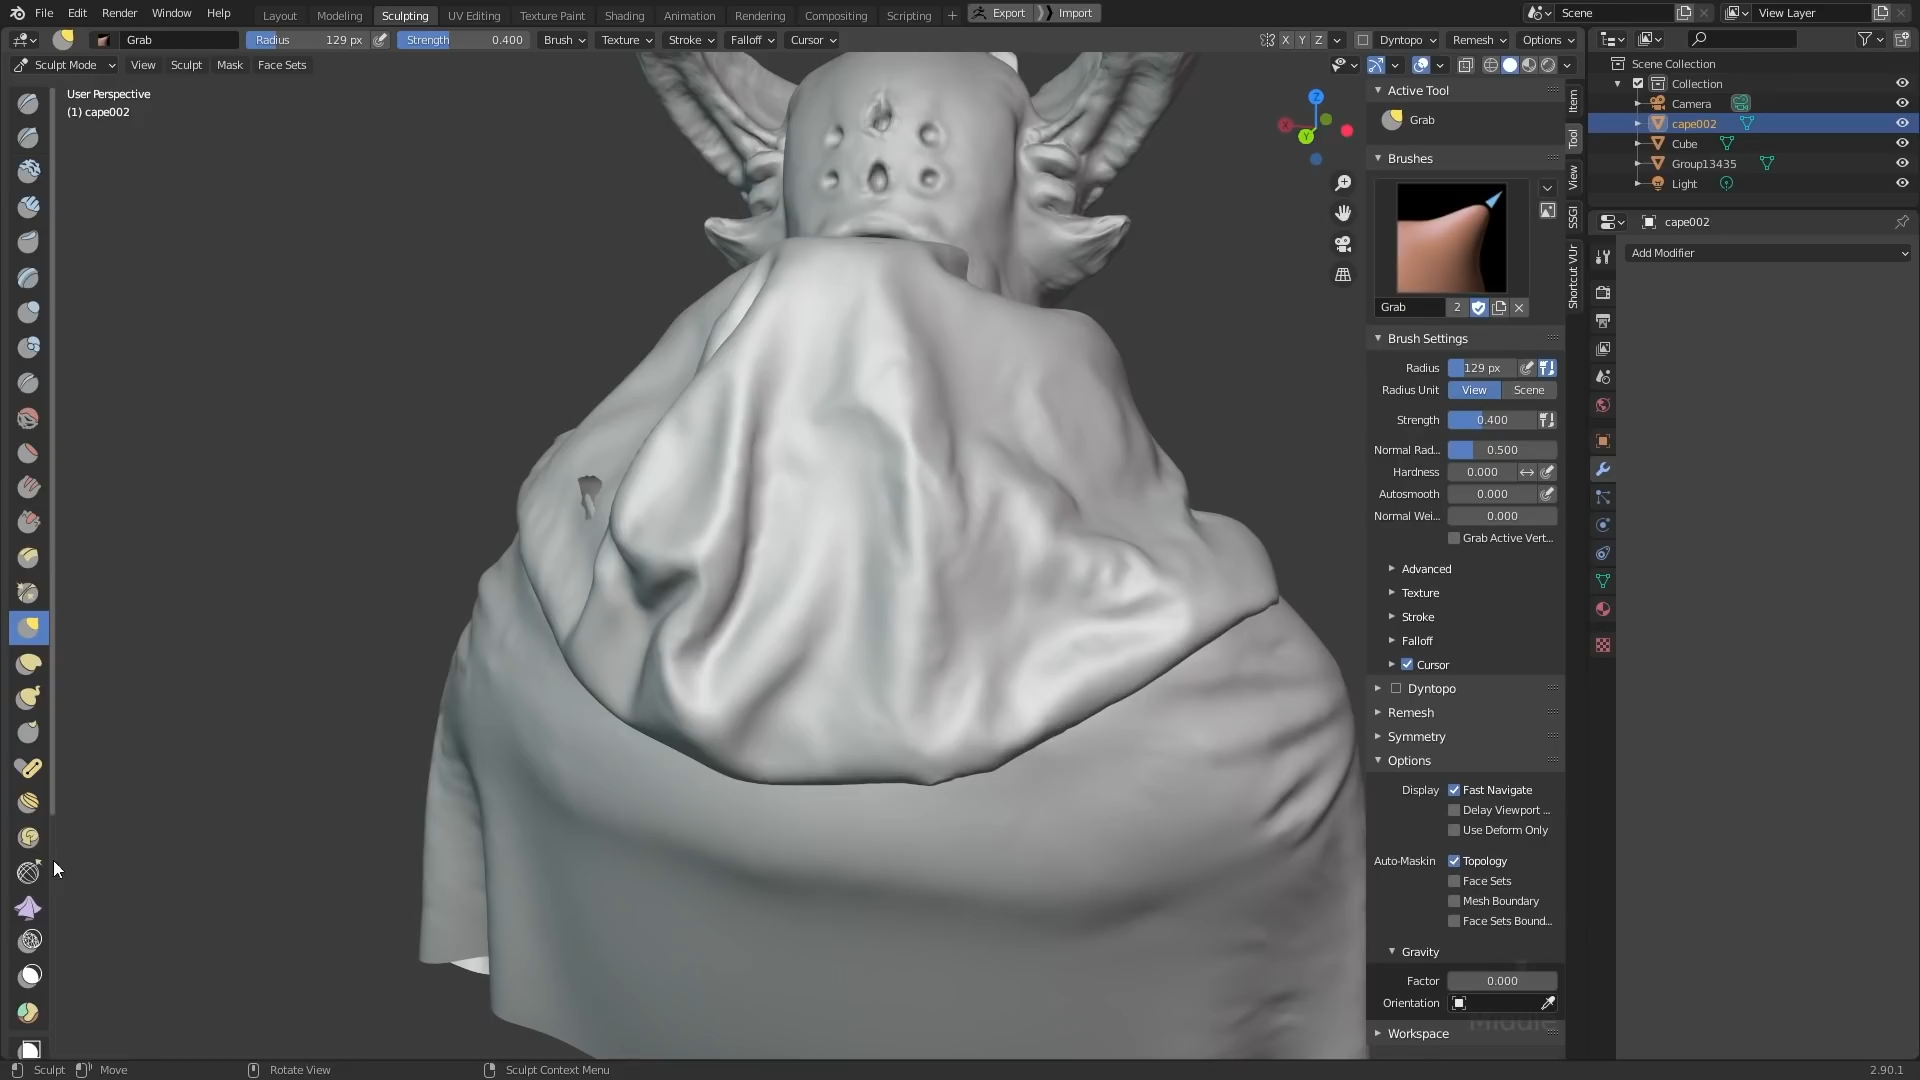 File Edit Render Window Help Layout Modeling Sculpting UV Editing Texture Paint Shading Animation Rendering Compositing Scripting + Export Import Scene View Layer
Grab Radius 129 px Strength 0.400 Brush Texture Stroke Falloff Cursor X Y Z Dyntopo Remesh Options
Sculpt Mode View Sculpt Mask Face Sets
User Perspective
(1) cape002
Z
X
Y
Active Tool
Grab
Brushes
Grab 2
Brush Settings
Radius 129 px
Radius Unit View Scene
Strength 0.400
Normal Rad... 0.500
Hardness 0.000
Autosmooth 0.000
Normal Wei... 0.000
Grab Active Vert...
Advanced
Texture
Stroke
Falloff
Cursor
Dyntopo
Remesh
Symmetry
Options
Display Fast Navigate
Delay Viewport ...
Use Deform Only
Auto-Maskin Topology
Face Sets
Mesh Boundary
Face Sets Bound...
Gravity
Factor 0.000
Orientation
Middle
Workspace
Item
Tool
View
SSGI
Shortcut VUr
Scene Collection
Collection
Camera
cape002
Cube
Group13435
Light
cape002
Add Modifier
Sculpt Move Rotate View Sculpt Context Menu 2.90.1